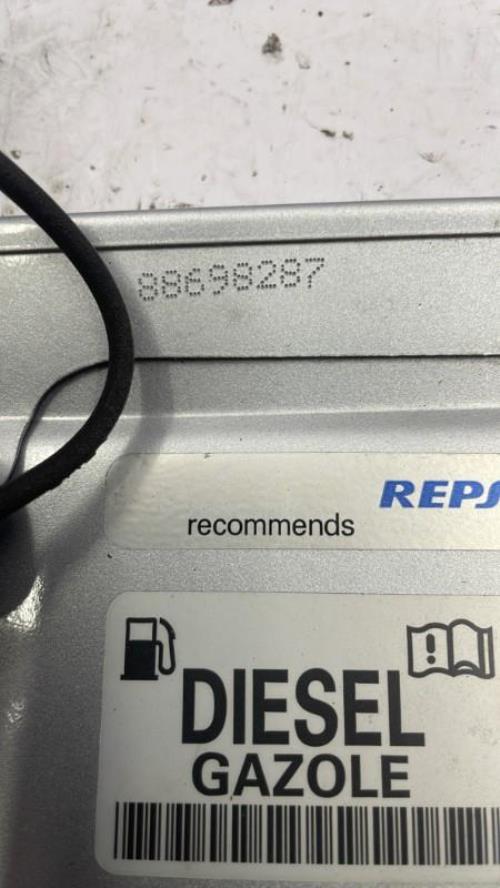 88698287
REPS
recommends
DIESEL
GAZOLE